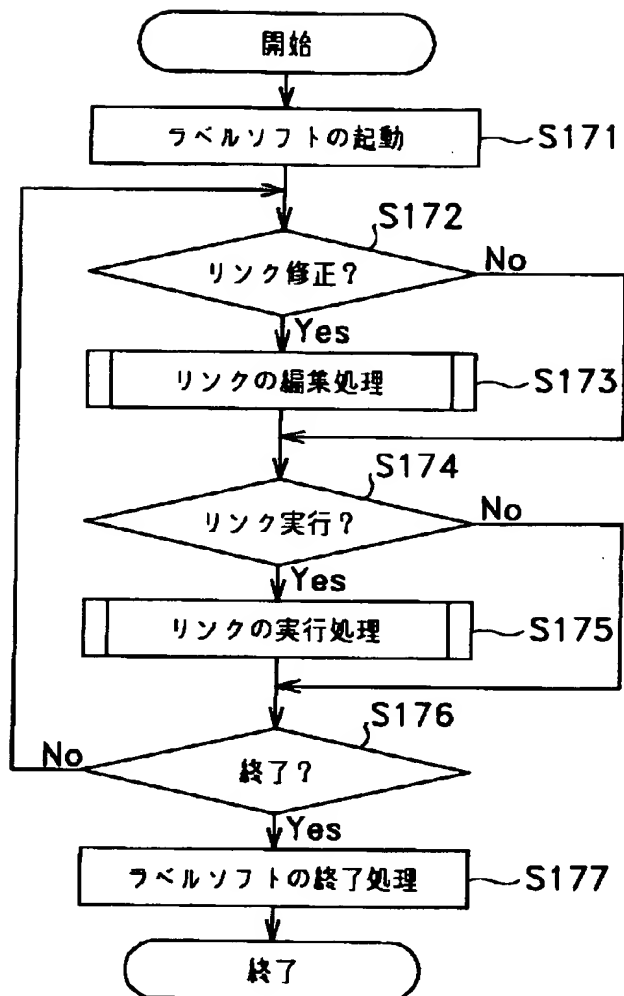 開始
ラベルソフトの起動
S171
S172
リンク修正?
No
Yes
リンクの編集処理
S173
S174
リンク実行?
No
Yes
リンクの実行処理
S175
S176
No
終了?
Yes
ラベルソフトの終了処理
S177
終了